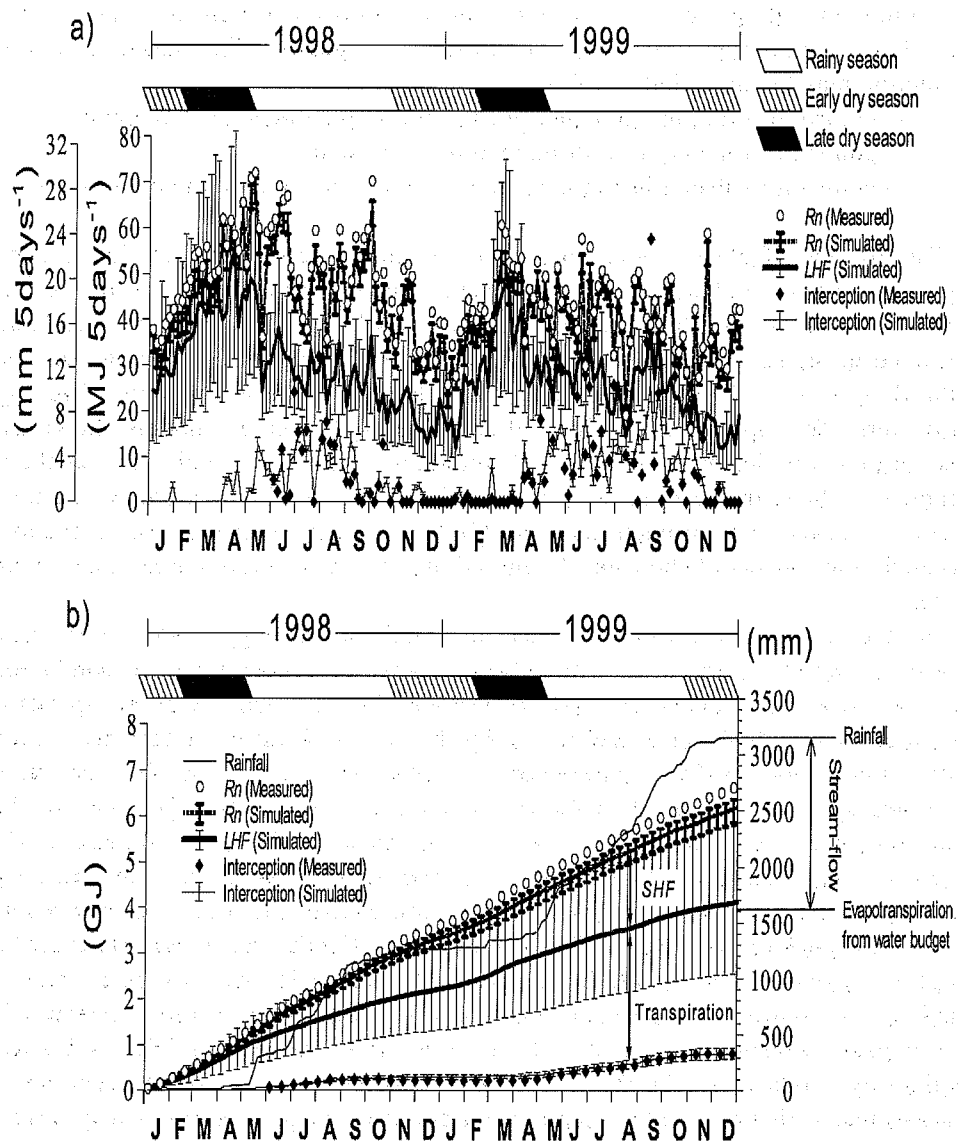 a)
1998 1999
Rainy season
Early dry season
Late dry season
(mm 5days⁻¹)
32
28
24
20
16
12
8
4
0
(MJ 5days⁻¹)
80
70
60
50
40
30
20
10
0
Rn (Measured)
Rn (Simulated)
LHF (Simulated)
interception (Measured)
Interception (Simulated)
J F M A M J J A S O N D J F M A M J J A S O N D
b)
1998 1999
(mm)
(GJ)
8
7
6
5
4
3
2
1
0
Rainfall
Rn (Measured)
Rn (Simulated)
LHF (Simulated)
Interception (Measured)
Interception (Simulated)
SHF
Transpiration
3500
3000
2500
2000
1500
1000
500
0
Rainfall
Stream-flow
Evapotranspiration
from water budget
J F M A M J J A S O N D J F M A M J J A S O N D